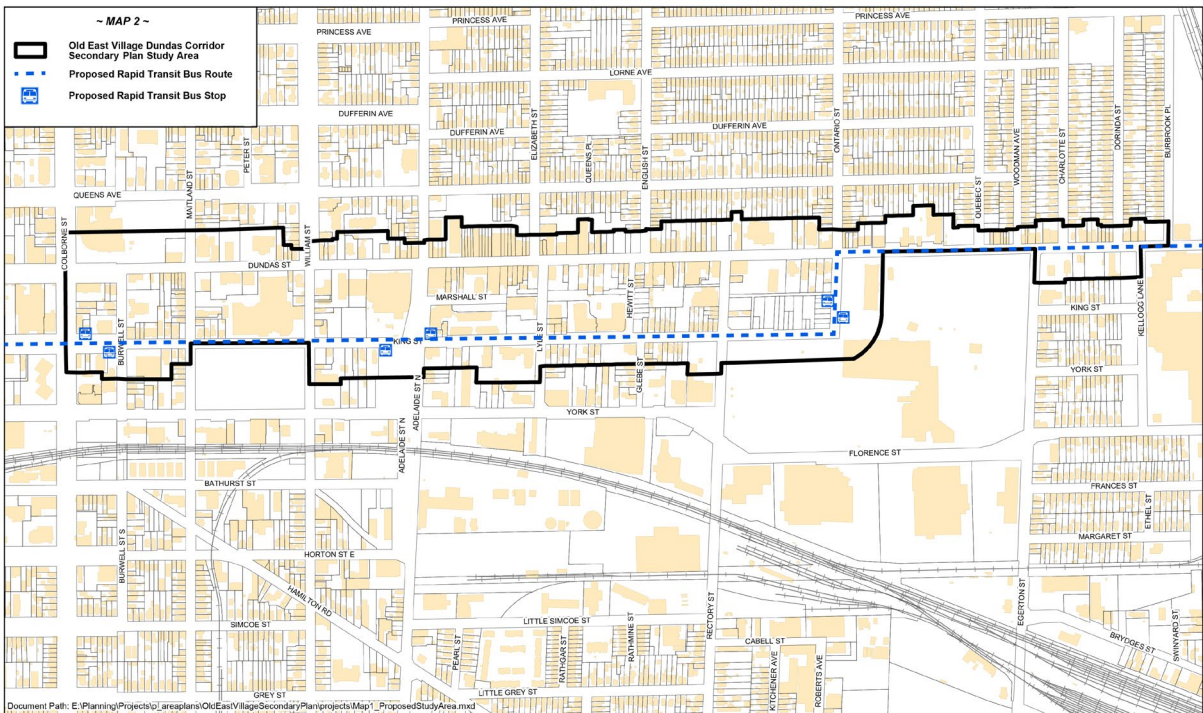 ~ MAP 2 ~
Old East Village Dundas Corridor
Secondary Plan Study Area
Proposed Rapid Transit Bus Route
Proposed Rapid Transit Bus Stop
PRINCESS AVE
PRINCESS AVE
PRINCESS AVE
LORNE AVE
DUFFERIN AVE
DUFFERIN AVE
DUFFERIN AVE
PETER ST
ELIZABETH ST
QUEENS PL
ENGLISH ST
ONTARIO ST
QUEBEC ST
WOODMAN AVE
CHARLOTTE ST
DORINDA ST
BURBROOK PL
QUEENS AVE
MAITLAND ST
COLBORNE ST
WILLIAM ST
DUNDAS ST
MARSHALL ST
HEWITT ST
KING ST
KELLOGG LANE
BURWELL ST
KING ST
LYLE ST
GLEBE ST
YORK ST
ADELAIDE ST N
YORK ST
ADELAIDE ST N
FLORENCE ST
BATHURST ST
FRANCES ST
ETHEL ST
MARGARET ST
BURWELL ST S
HORTON ST E
HAMILTON RD
RECTORY ST
EGERTON ST
SIMCOE ST
LITTLE SIMCOE ST
CABELL ST
BRYDGES ST
SWINYARD ST
PEARL ST
RATHGAR ST
RATHMINE ST
KITCHENER AVE
ROBERTS AVE
GREY ST
LITTLE GREY ST
Document Path: E:\Planning\Projects\p_areaplans\OldEastVillageSecondaryPlan\projects\Map1_ProposedStudyArea.mxd